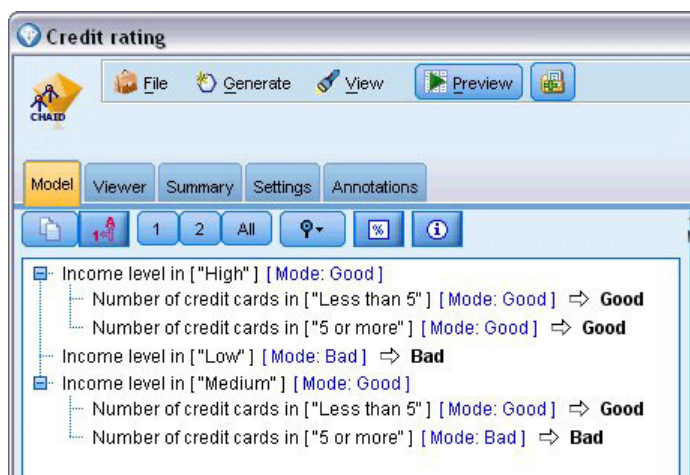 Credit rating
CHAID
File Generate View Preview
Model Viewer Summary Settings Annotations
1 A 1 2 All % i
Income level in ["High"] [Mode: Good]
Number of credit cards in ["Less than 5"] [Mode: Good] ⇨ Good
Number of credit cards in ["5 or more"] [Mode: Good] ⇨ Good
Income level in ["Low"] [Mode: Bad] ⇨ Bad
Income level in ["Medium"] [Mode: Good]
Number of credit cards in ["Less than 5"] [Mode: Good] ⇨ Good
Number of credit cards in ["5 or more"] [Mode: Bad] ⇨ Bad